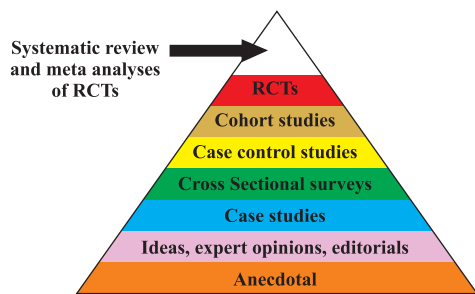 Systematic review
and meta analyses
of RCTs
RCTs
Cohort studies
Case control studies
Cross Sectional surveys
Case studies
Ideas, expert opinions, editorials
Anecdotal